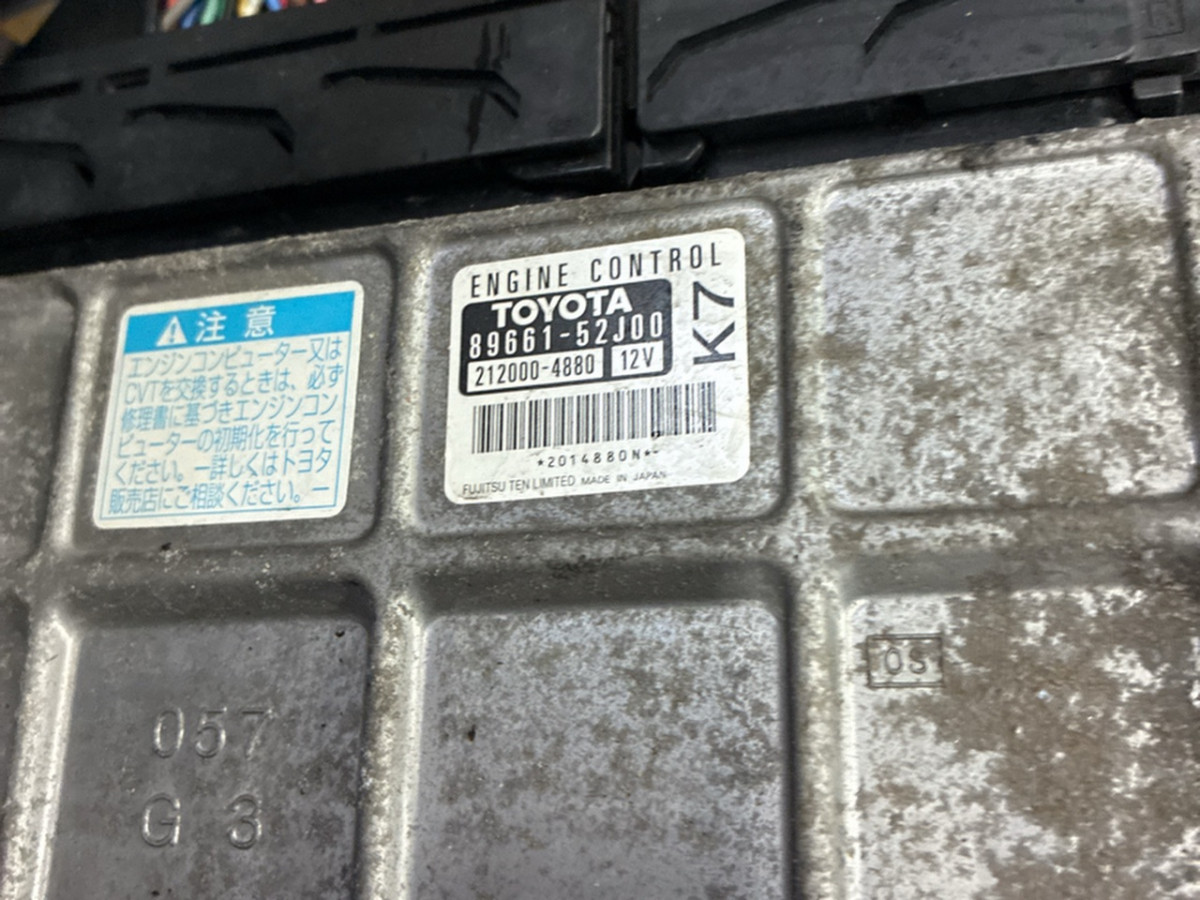 注意
エンジンコンピューター又は
CVTを交換するときは、必ず
修理書に基づきエンジンコン
ピューターの初期化を行って
ください。ー詳しくはトヨタ
販売店にご相談ください。ー
ENGINE CONTROL
TOYOTA
89661-52J00
212000-4880 12V
K7
*2014880N*
FUJITSU TEN LIMITED MADE IN JAPAN
057
G 3
OS